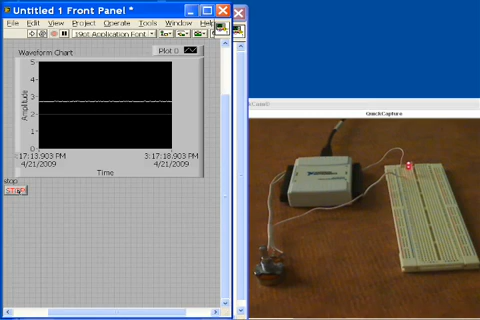 Untitled 1 Front Panel *
File Edit View Project Operate Tools Window Help
19pt Application Font
Waveform Chart
Plot 0
5
4
3
2
1
0
Amplitude
:17:13.903 PM
4/21/2009
3:17:18.903 PM
4/21/2009
Time
stop
STOP
QuickCapture